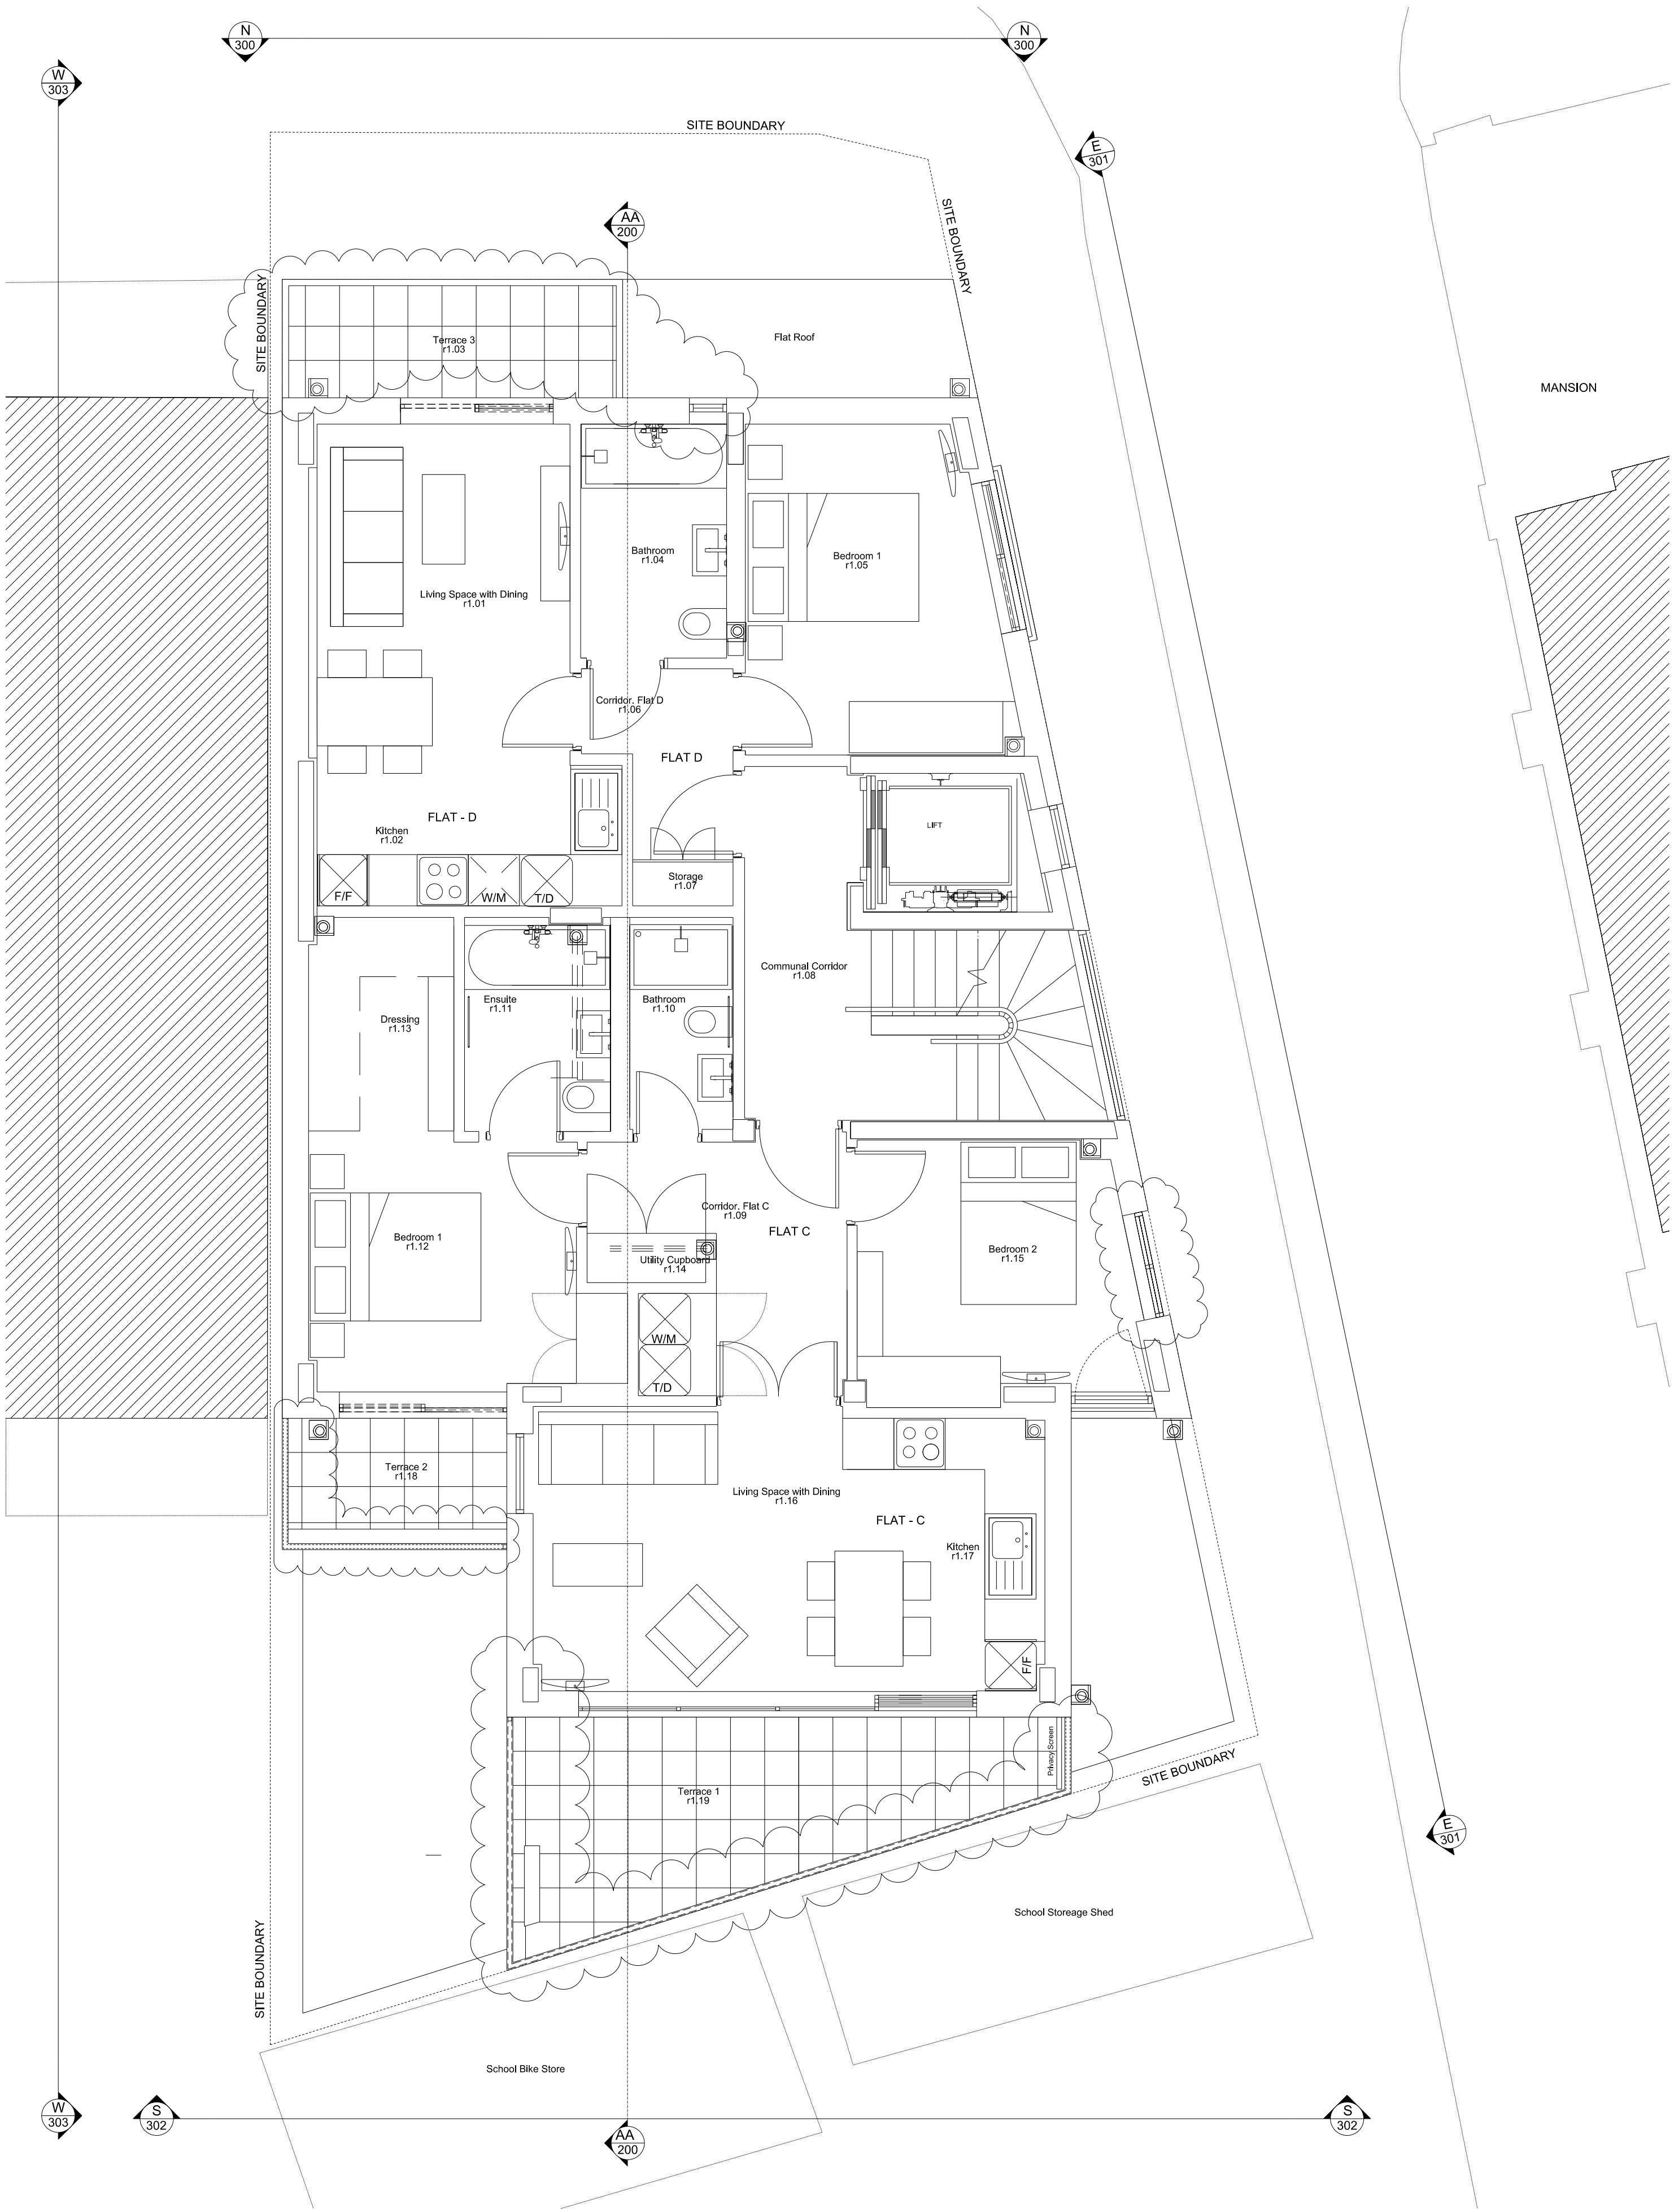 N
300
N
300
W
303
SITE BOUNDARY
E
301
SITE BOUNDARY
AA
200
SITE BOUNDARY
Flat Roof
Terrace 3
r1.03
MANSION
Bathroom
r1.04
Bedroom 1
r1.05
Living Space with Dining
r1.01
Corridor. Flat D
r1.06
FLAT D
FLAT - D
Kitchen
r1.02
LIFT
F/F
W/M
T/D
Storage
r1.07
Communal Corridor
r1.08
Ensuite
r1.11
Bathroom
r1.10
Dressing
r1.13
Corridor. Flat C
r1.09
FLAT C
Bedroom 1
r1.12
Utility Cupboard
r1.14
Bedroom 2
r1.15
W/M
T/D
Terrace 2
r1.18
Living Space with Dining
r1.16
FLAT - C
Kitchen
r1.17
F/F
Privacy Screen
Terrace 1
r1.19
SITE BOUNDARY
E
301
School Storeage Shed
SITE BOUNDARY
School Bike Store
W
303
S
302
AA
200
S
302